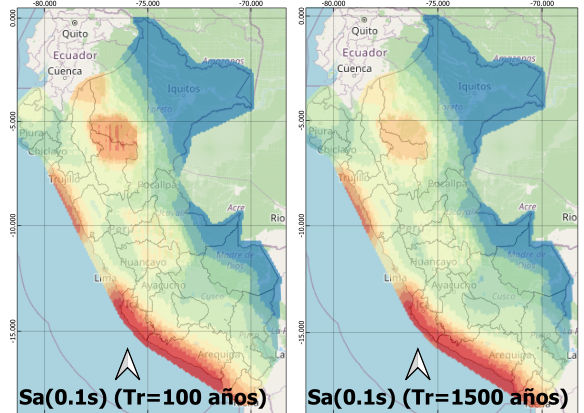 -80.000 -75.000 -70.000
0.000
Quito
Ecuador
Cuenca
Amazonas
Iquitos
Loreto
-5.000
Piura
Chiclayo
Trujillo
Pucallpa
Acre
Rio
-10.000
Perú
Huancayo
Lima
Madre de
Dios
Ayacucho
Cusco
-15.000
Arequipa
La
Sa(0.1s) (Tr=100 años)
-80.000 -75.000 -70.000
0.000
Quito
Ecuador
Cuenca
Amazonas
Iquitos
Loreto
-5.000
Piura
Chiclayo
Trujillo
Pucallpa
Acre
Rio
-10.000
Perú
Huancayo
Lima
Madre de
Dios
Ayacucho
Cusco
-15.000
Arequipa
La
Sa(0.1s) (Tr=1500 años)